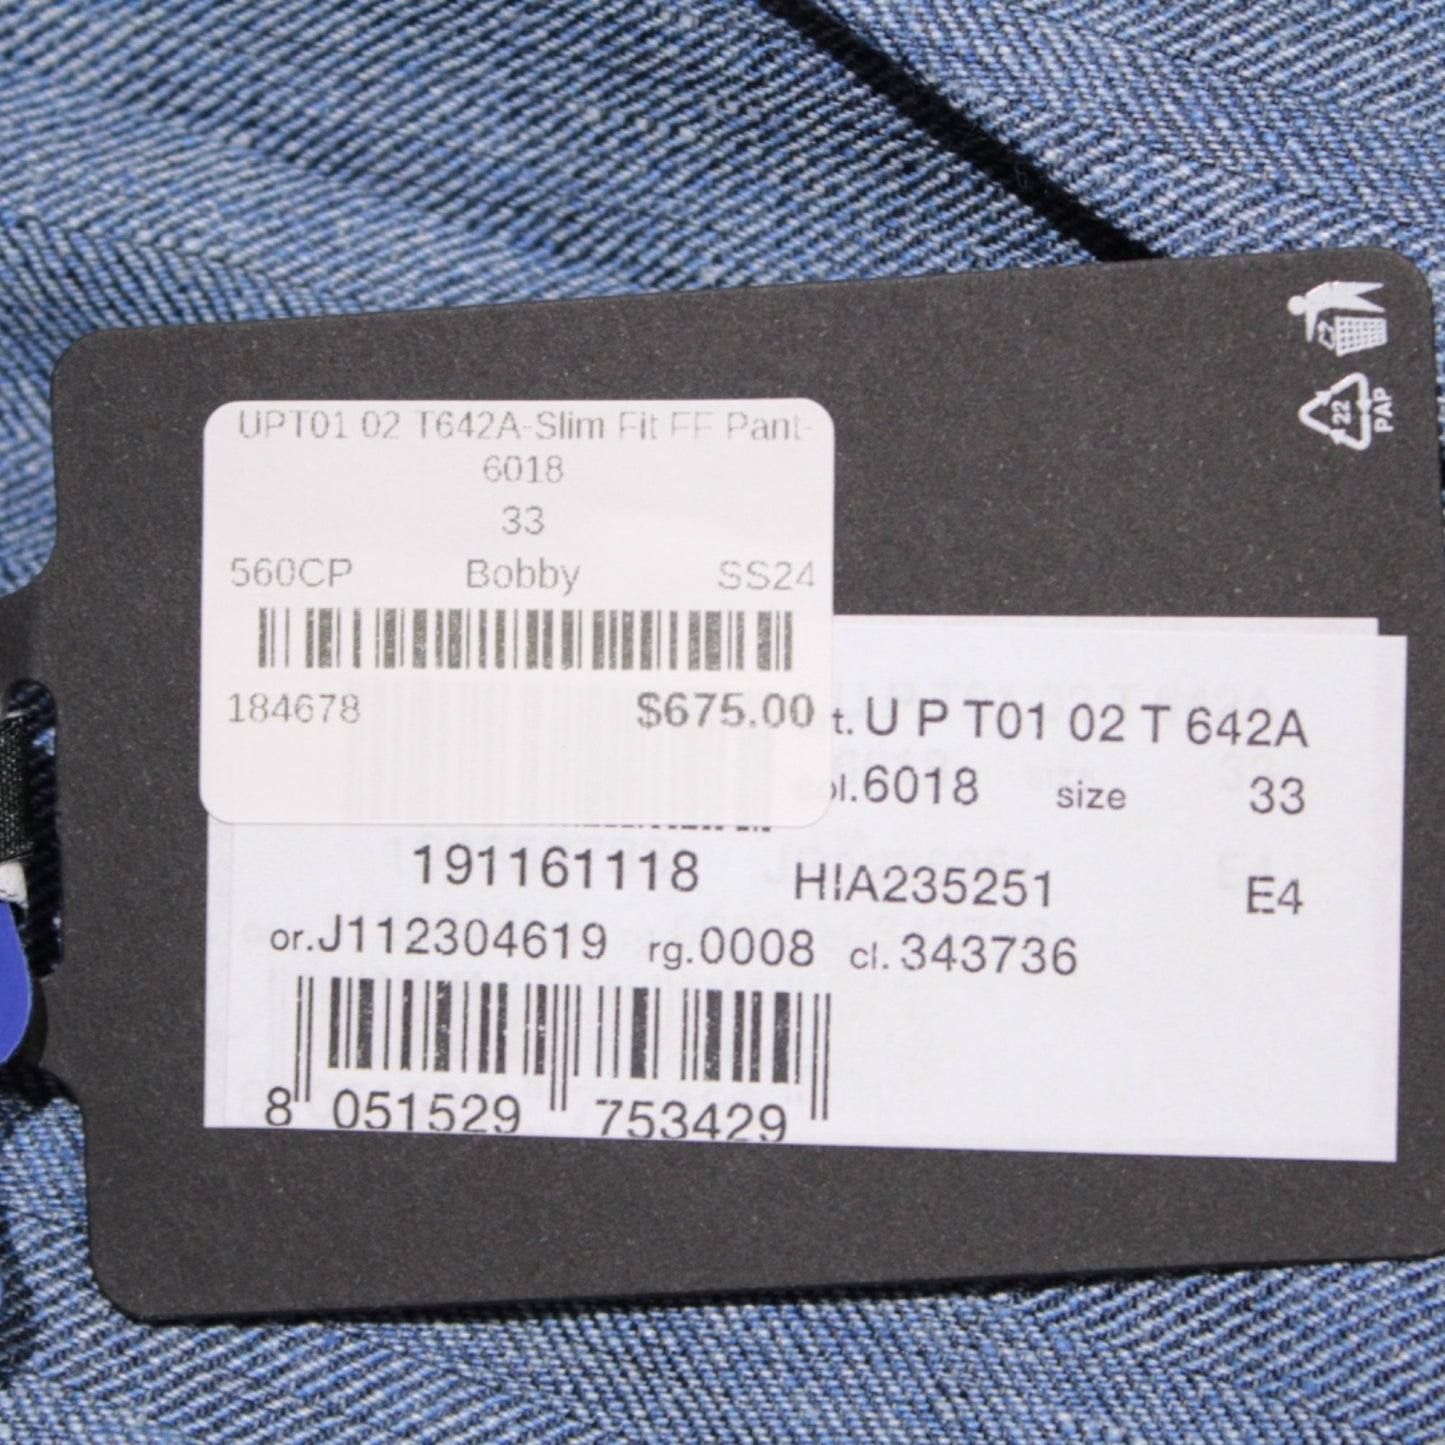 22
PAP
UPT01 02 T642A-Slim Fit FF Pant-
6018
33
560CP Bobby SS24
184678 $675.00
t. U P T01 02 T 642A
ol.6018 size 33
191161118 HIA235251 E4
or.J112304619 rg.0008 cl.343736
8 051529 753429